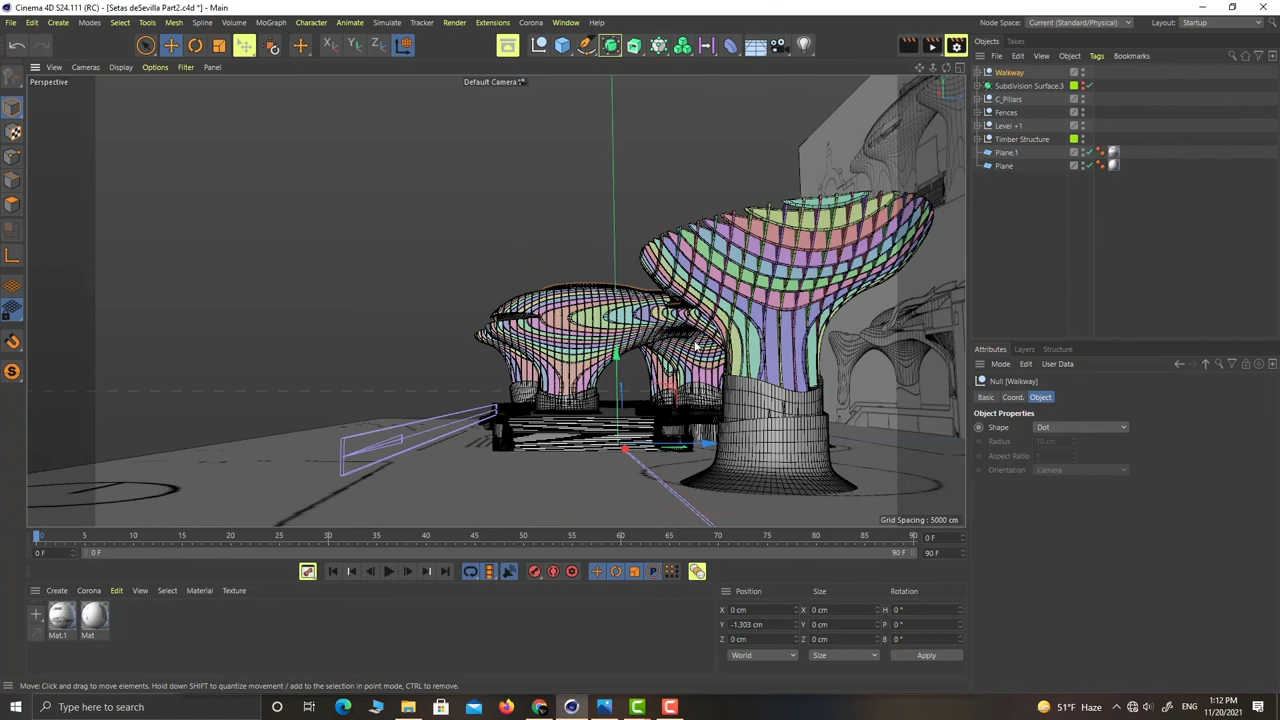 Cinema 4D S24.111 (RC) - [Setas deSevilla Part2.c4d *] - Main
File Edit Create Modes Select Tools Mesh Spline Volume MoGraph Character Animate Simulate Tracker Render Extensions Corona Window Help
Node Space: Current (Standard/Physical) Layout: Startup
X Y Z
Objects Takes
File Edit View Object Tags Bookmarks
View Cameras Display Options Filter Panel
Perspective
Default Camera
Walkway
Subdivision Surface.3
C_Pillars
Fences
Level +1
Timber Structure
Plane.1
Plane
Attributes Layers Structure
Mode Edit User Data
Null [Walkway]
Basic Coord. Object
Object Properties
Shape Dot
Radius 10 cm
Aspect Ratio 1
Orientation Camera
Grid Spacing : 5000 cm
0 5 10 15 20 25 30 35 40 45 50 55 60 65 70 75 80 85 90 0 F
0 F 0 F 90 F 90 F
Create Corona Edit View Select Material Texture
Mat.1 Mat
Position Size Rotation
X 0 cm X 0 cm H 0 °
Y -1.303 cm Y 0 cm P 0 °
Z 0 cm Z 0 cm B 0 °
World Size Apply
Move: Click and drag to move elements. Hold down SHIFT to quantize movement / add to the selection in point mode, CTRL to remove.
Type here to search
51°F Haze
1:12 PM
11/20/2021